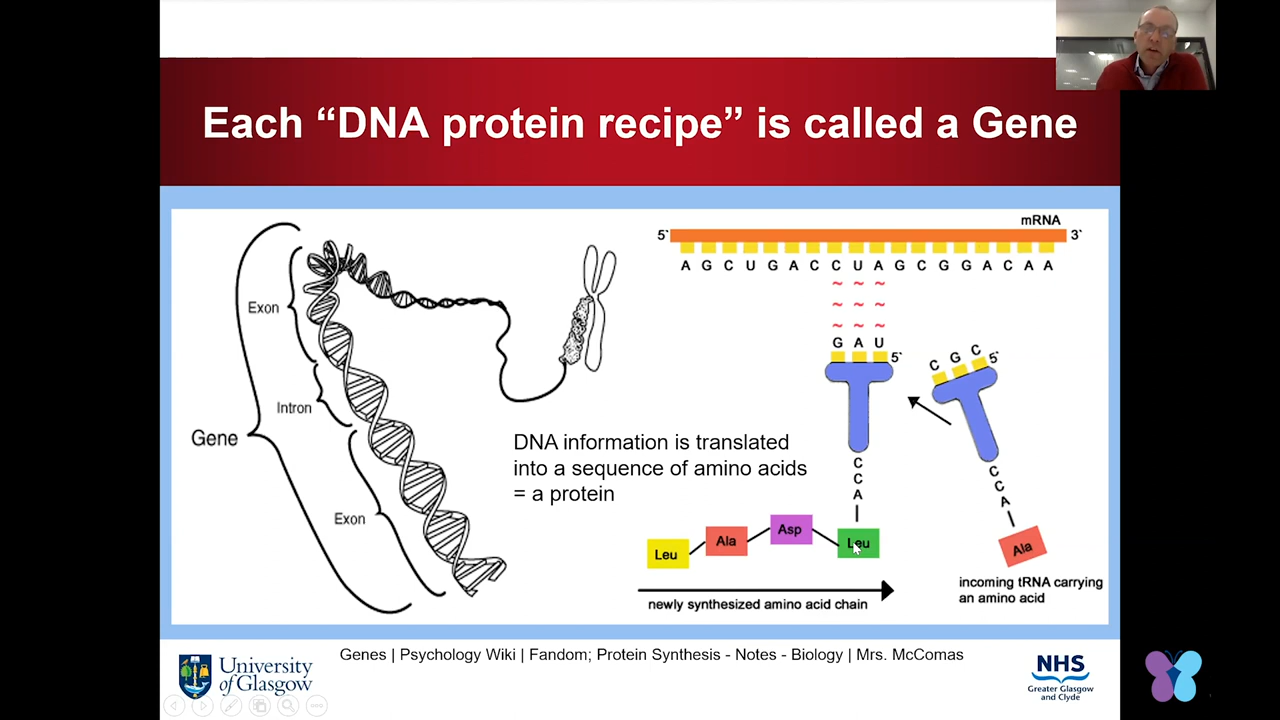 Each “DNA protein recipe” is called a Gene
mRNA
5` 3`
A G C U G A C C U A G C G G A C A A
~ ~ ~
~ ~ ~
~ ~ ~
G A U
5`
C G C
5`
Exon
Intron
Gene
Exon
DNA information is translated
into a sequence of amino acids
= a protein
C
C
A
C
C
A
Leu
Ala
Asp
Leu
Ala
newly synthesized amino acid chain
incoming tRNA carrying
an amino acid
Genes | Psychology Wiki | Fandom; Protein Synthesis - Notes - Biology | Mrs. McComas
University
of Glasgow
NHS
Greater Glasgow
and Clyde